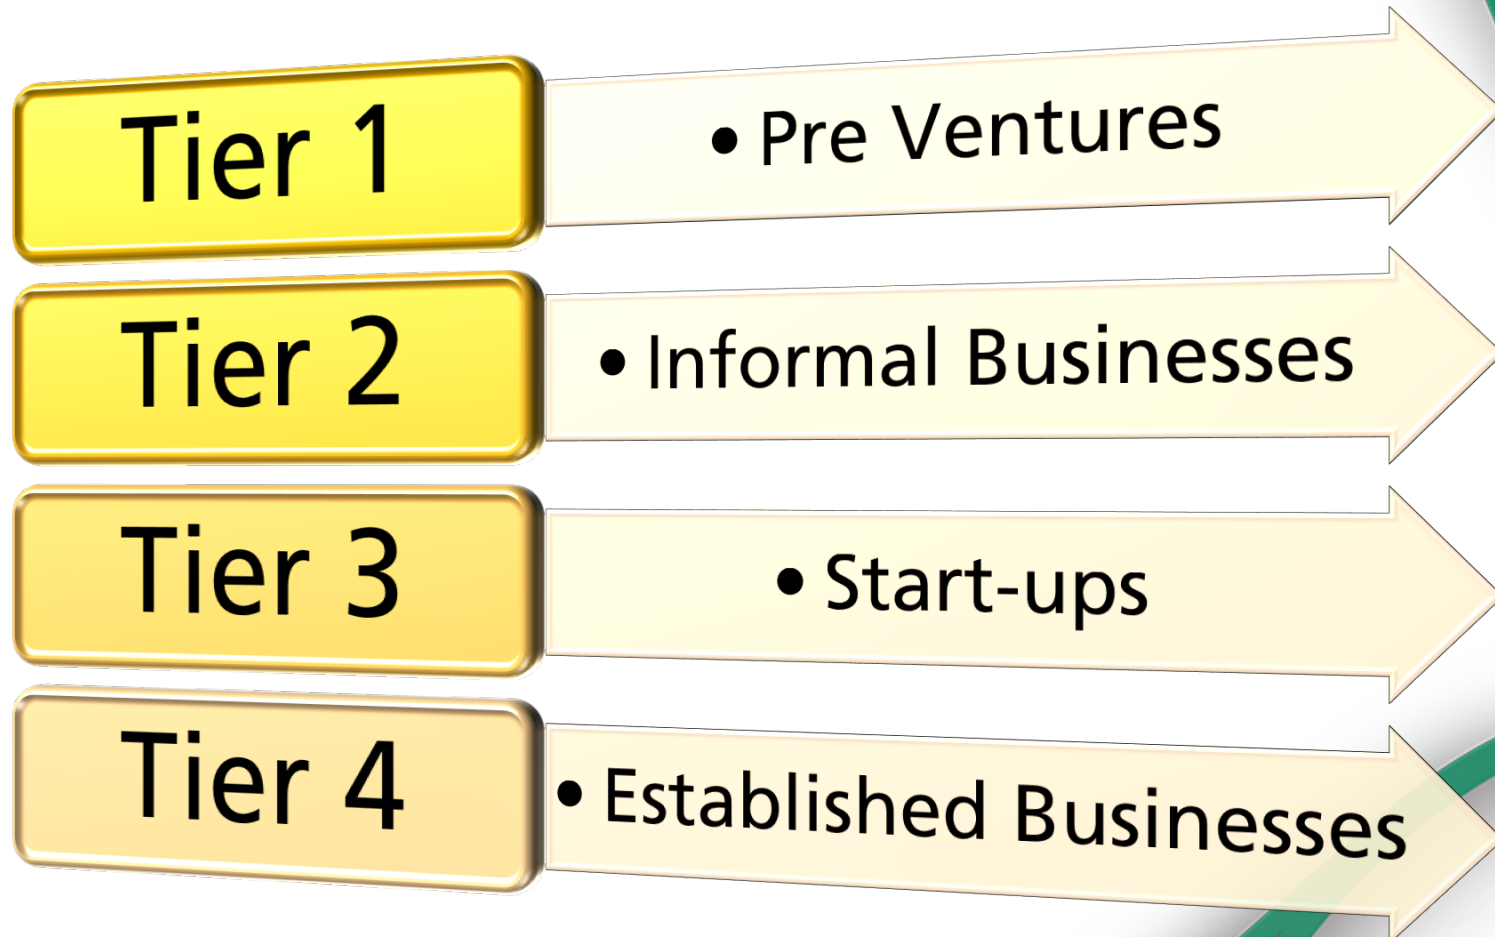 Tier 1
• Pre Ventures
Tier 2
• Informal Businesses
Tier 3
• Start-ups
Tier 4
• Established Businesses